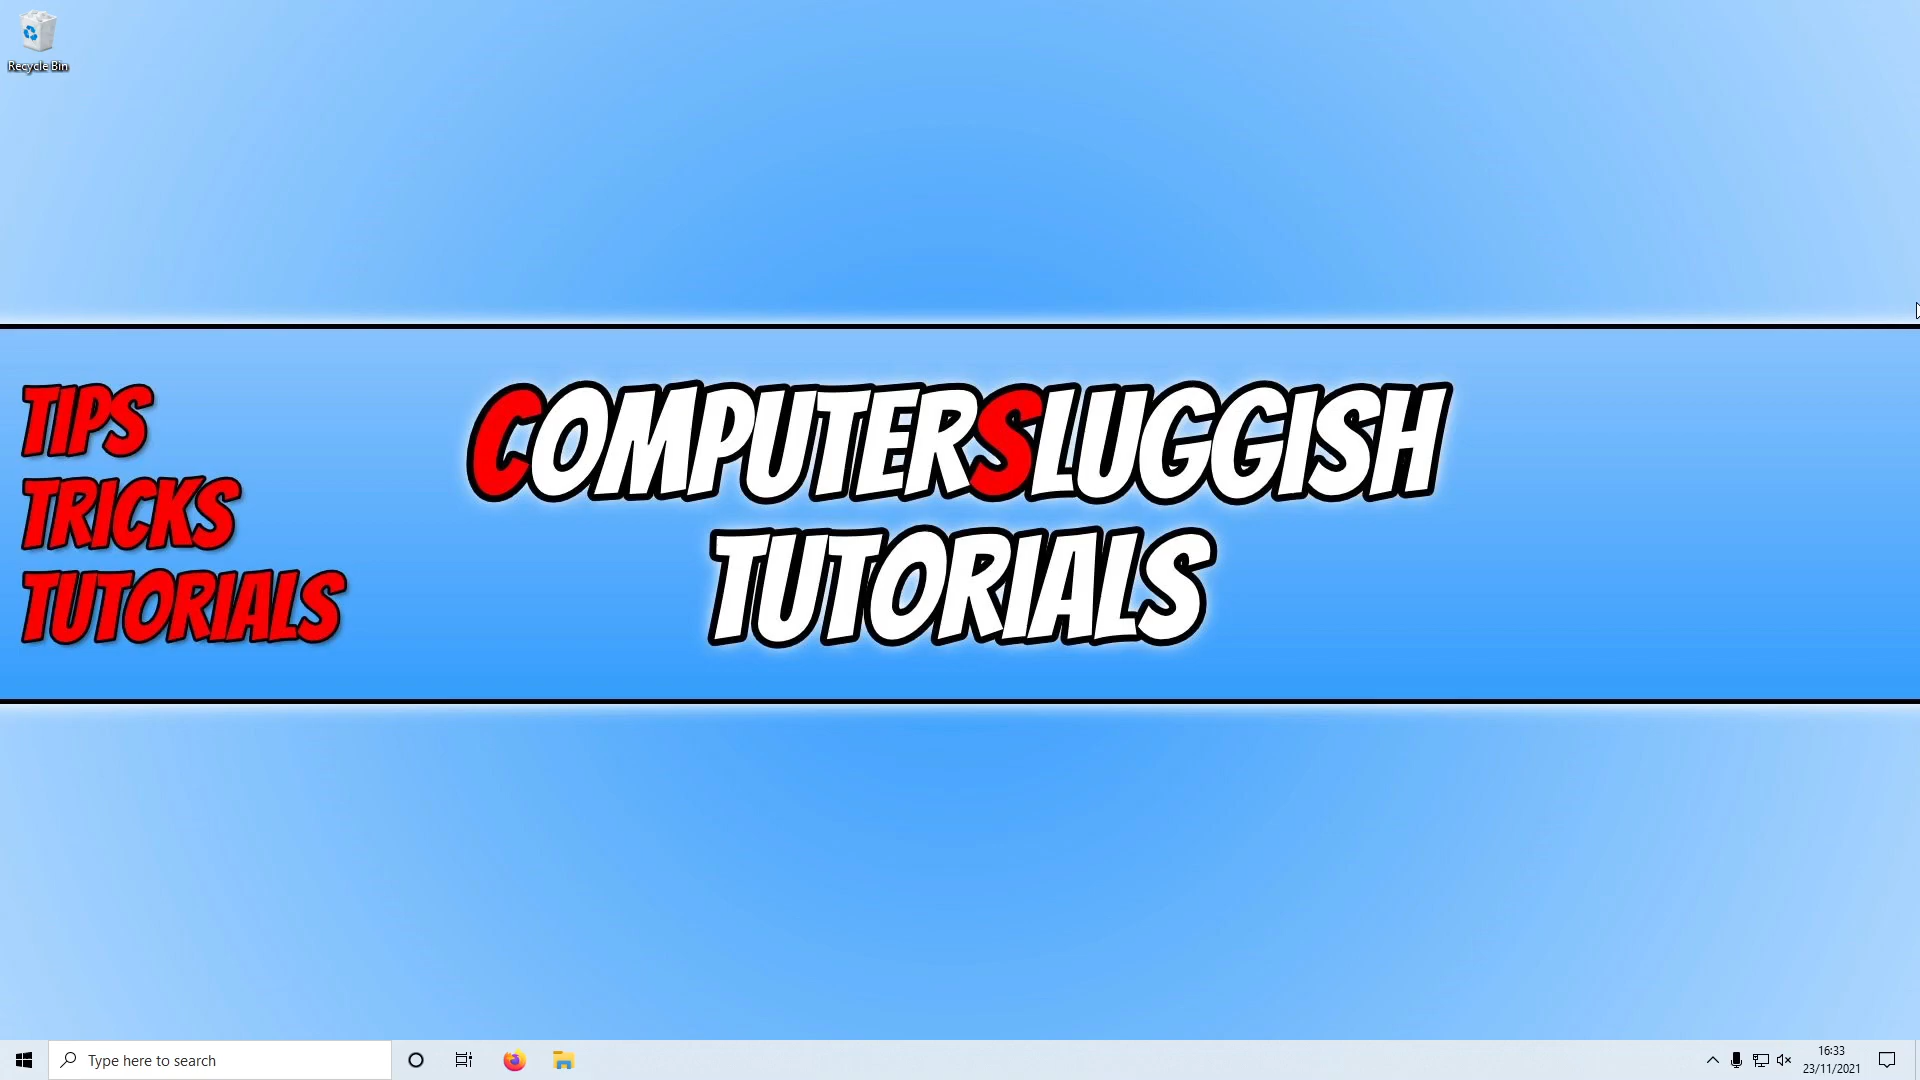 Recycle Bin
TIPS
TRICKS
TUTORIALS
COMPUTERSLUGGISH
TUTORIALS
Type here to search
16:33
23/11/2021